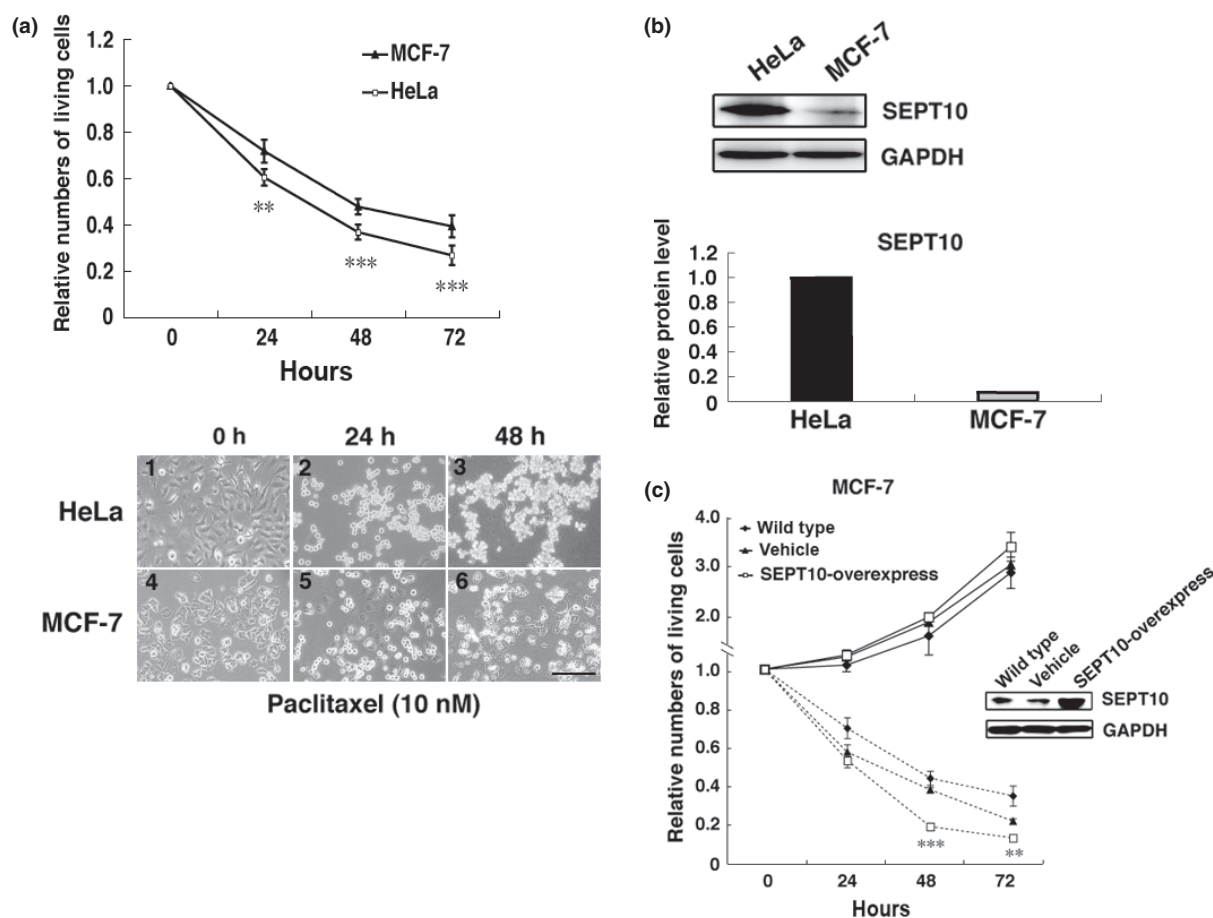 (a)
1.2
1.0
0.8
0.6
0.4
0.2
0
Relative numbers of living cells
MCF-7
HeLa
**
***
***
0 24 48 72
Hours
0 h 24 h 48 h
HeLa
1 2 3
MCF-7
4 5 6
Paclitaxel (10 nM)
(b)
HeLa MCF-7
SEPT10
GAPDH
SEPT10
Relative protein level
1.2
1.0
0.8
0.6
0.4
0.2
0
HeLa MCF-7
(c)
MCF-7
Relative numbers of living cells
4.0
3.0
2.0
1.0
0.8
0.6
0.4
0.2
0
Wild type
Vehicle
SEPT10-overexpress
Wild type Vehicle SEPT10-overexpress
SEPT10
GAPDH
***
**
0 24 48 72
Hours